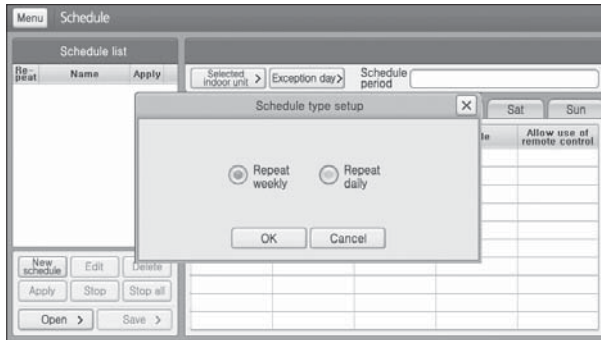 Menu Schedule
Schedule list
Re-
peat Name Apply
Selected
indoor unit > Exception day>
Schedule
period
Schedule type setup
Sat Sun
le
Allow use of
remote control
Repeat
weekly
Repeat
daily
OK Cancel
New
schedule Edit Delete
Apply Stop Stop all
Open > Save >